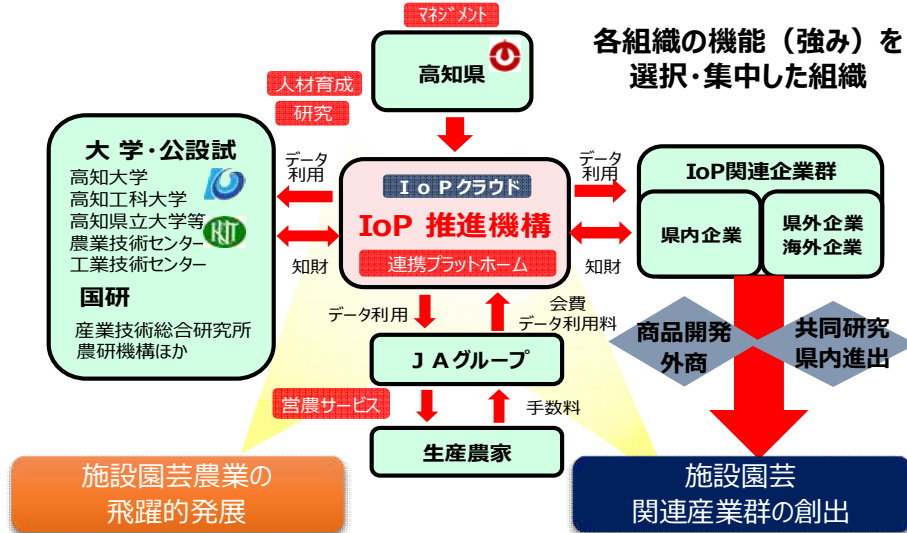 マネジメント
高知県
各組織の機能（強み）を
選択・集中した組織
人材育成
研究
大 学・公設試
高知大学
高知工科大学
高知県立大学等
農業技術センター
工業技術センター
国研
産業技術総合研究所
農研機構ほか
データ
利用
知財
ＩｏＰクラウド
IoP 推進機構
連携プラットホーム
データ
利用
知財
IoP関連企業群
県内企業
県外企業
海外企業
データ利用
会費
データ利用料
ＪＡグループ
営農サービス
手数料
生産農家
商品開発
外商
共同研究
県内進出
施設園芸農業の
飛躍的発展
施設園芸
関連産業群の創出